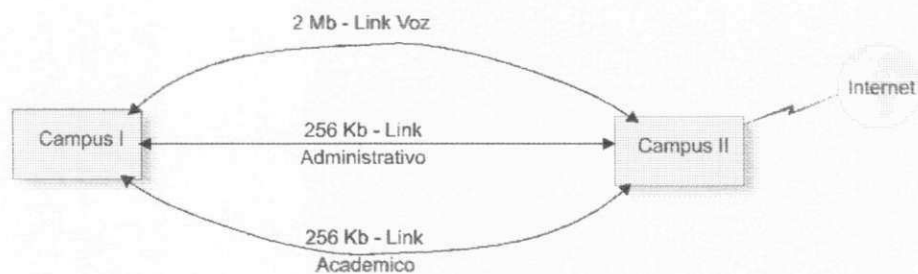 2 Mb - Link Voz
Internet
Campus I
256 Kb - Link
Administrativo
Campus II
256 Kb - Link
Academico